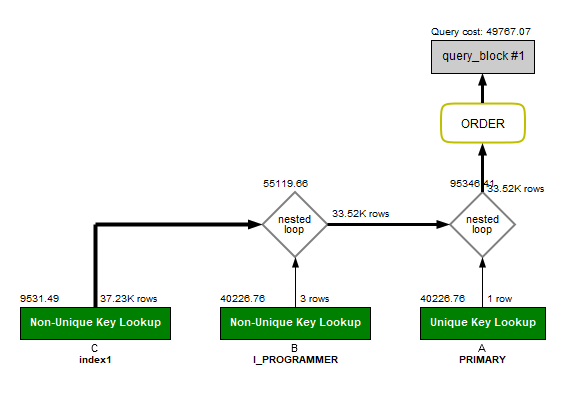 Query cost: 49767.07
query_block #1
ORDER
55119.66
95346.41
33.52K rows
nested
loop
33.52K rows
nested
loop
9531.49
37.23K rows
40226.76
3 rows
40226.76
1 row
Non-Unique Key Lookup
Non-Unique Key Lookup
Unique Key Lookup
C
B
A
index1
I_PROGRAMMER
PRIMARY